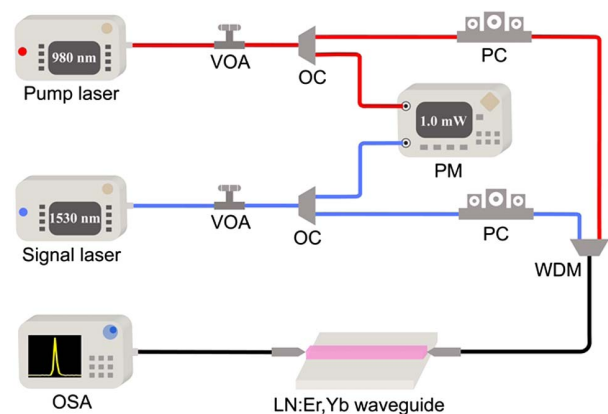 980 nm
Pump laser
VOA
OC
PC
1.0 mW
PM
1530 nm
Signal laser
VOA
OC
PC
WDM
OSA
LN:Er,Yb waveguide